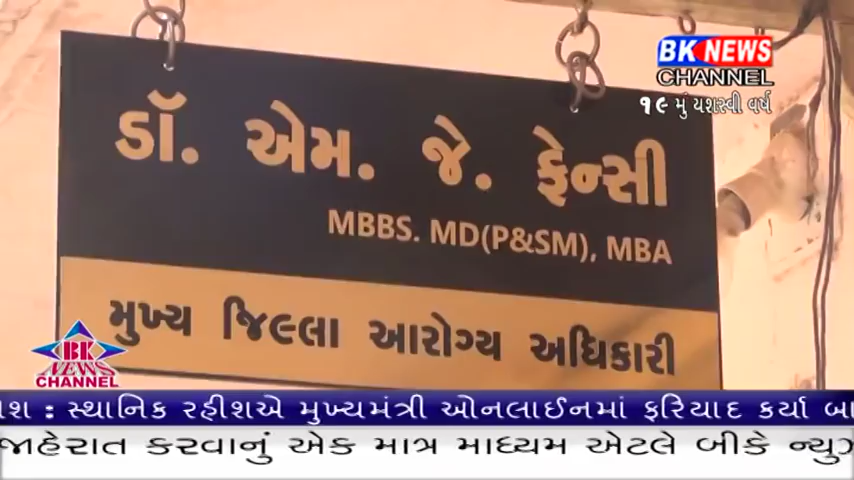 BK NEWS
CHANNEL
૧૯ મું યશસ્વી વર્ષ
ડૉ. એમ. જે. ફેન્સી
MBBS. MD(P&SM), MBA
મુખ્ય જિલ્લા આરોગ્ય અધિકારી
BK
NEWS
CHANNEL
: સ્થાનિક રહીશએ મુખ્યમંત્રી ઓનલાઈનમાં ફરિયાદ કર્યા
જાહેરાત કરવાનું એક માત્ર માધ્યમ એટલે બીકે